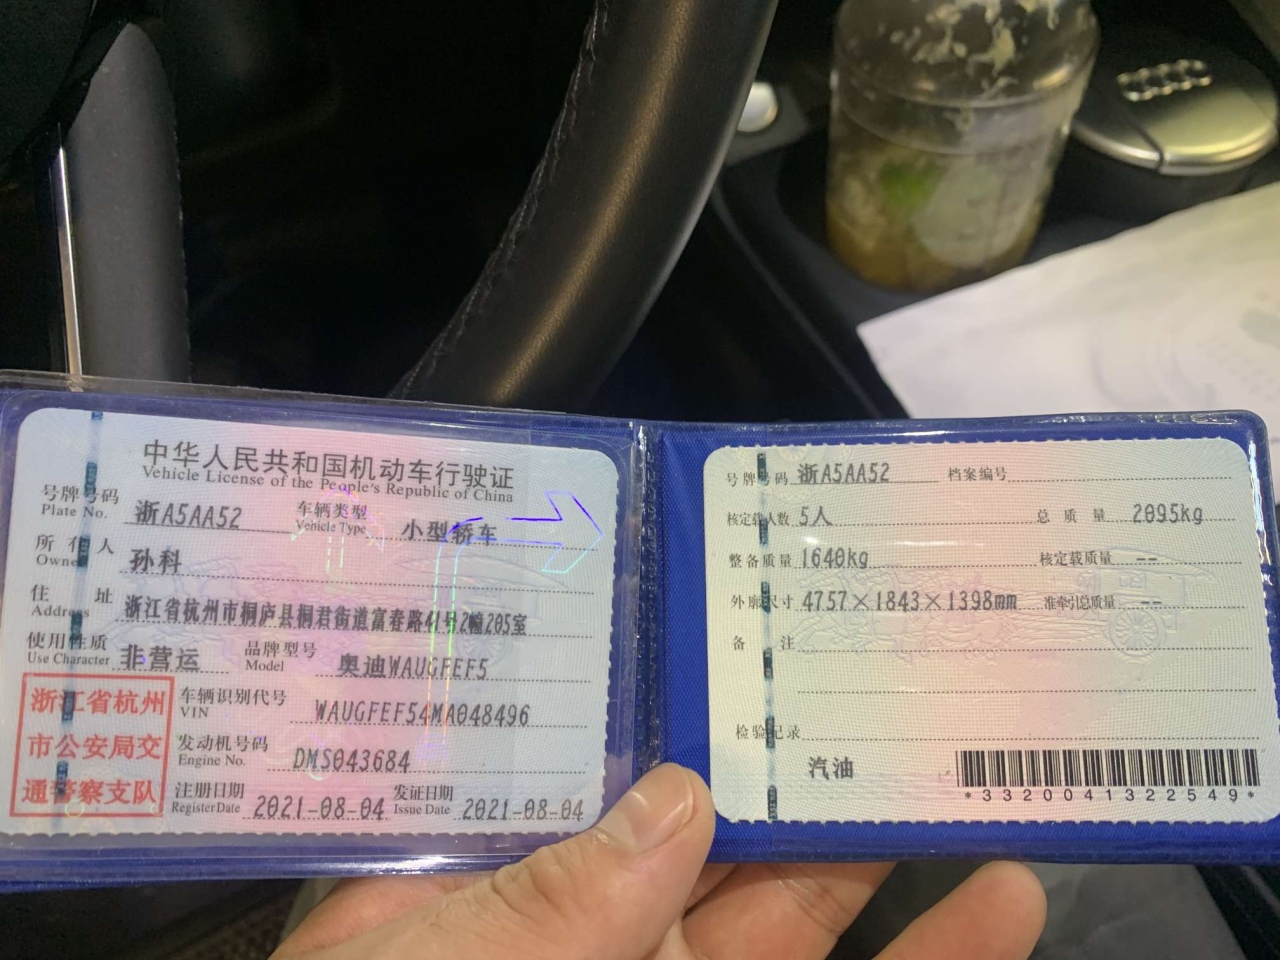 中华人民共和国机动车行驶证
Vehicle License of the People's Republic of China
号牌号码 浙A5AA52 车辆类型 小型轿车
Plate No. Vehicle Type
所有人 孙科
Owner
住址 浙江省杭州市桐庐县桐君街道富春路41号2幢205室
Address
使用性质 非营运 品牌型号 奥迪WAUGFEF5
Use Character Model
浙江省杭州
市公安局交
通警察支队
车辆识别代号 WAUGFEF54MA048496
VIN
发动机号码 DMS043684
Engine No.
注册日期 2021-08-04 发证日期 2021-08-04
Register Date Issue Date
号牌号码 浙A5AA52 档案编号
核定载人数 5人 总质量 2095kg
整备质量 1640kg 核定载质量 --
外廓尺寸 4757×1843×1398mm 准牵引总质量 --
备注
检验记录
汽油
*3320041322549*